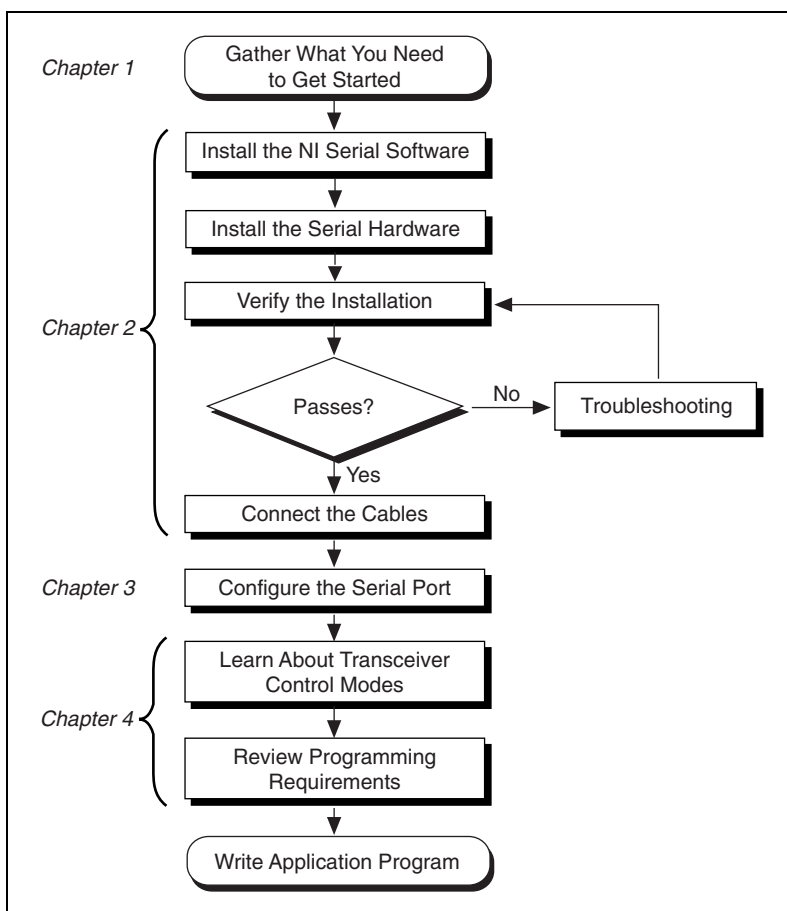 Chapter 1
Gather What You Need
to Get Started
Install the NI Serial Software
Install the Serial Hardware
Verify the Installation
Chapter 2
Passes?
No
Troubleshooting
Yes
Connect the Cables
Chapter 3
Configure the Serial Port
Learn About Transceiver
Control Modes
Chapter 4
Review Programming
Requirements
Write Application Program